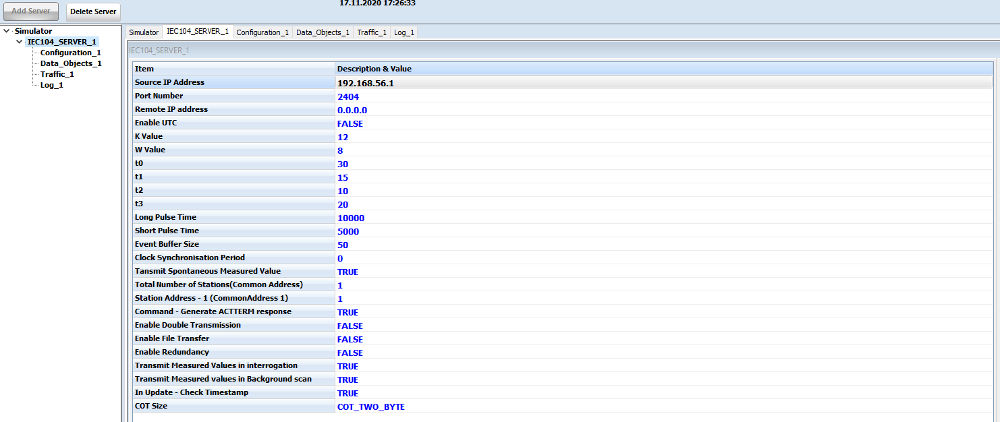 17.11.2020 17:26:33
Add Server Delete Server
Simulator
IEC104_SERVER_1
Configuration_1
Data_Objects_1
Traffic_1
Log_1
Simulator IEC104_SERVER_1 Configuration_1 Data_Objects_1 Traffic_1 Log_1
IEC104_SERVER_1
Item Description & Value
Source IP Address 192.168.56.1
Port Number 2404
Remote IP address 0.0.0.0
Enable UTC FALSE
K Value 12
W Value 8
t0 30
t1 15
t2 10
t3 20
Long Pulse Time 10000
Short Pulse Time 5000
Event Buffer Size 50
Clock Synchronisation Period 0
Tansmit Spontaneous Measured Value TRUE
Total Number of Stations(Common Address) 1
Station Address - 1 (CommonAddress 1) 1
Command - Generate ACTTERM response TRUE
Enable Double Transmission FALSE
Enable File Transfer FALSE
Enable Redundancy FALSE
Transmit Measured Values in interrogation TRUE
Transmit Measured values in Background scan TRUE
In Update - Check Timestamp TRUE
COT Size COT_TWO_BYTE